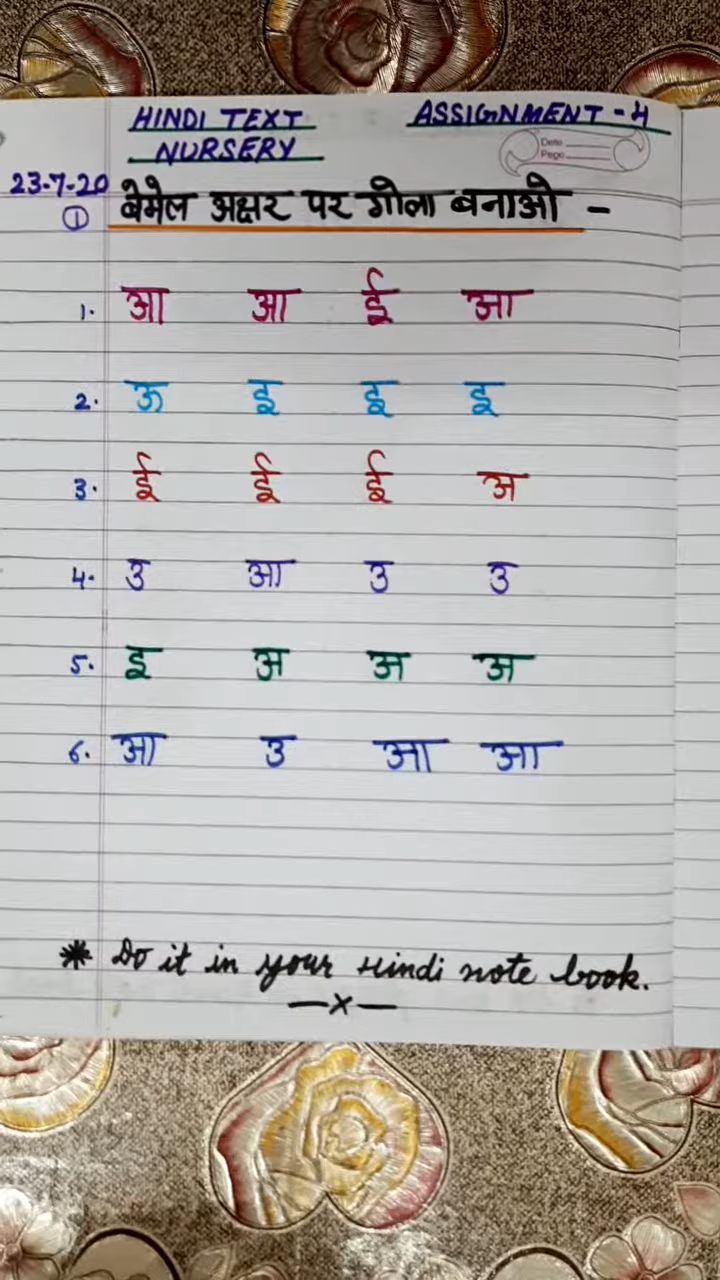 HINDI TEXT ASSIGNMENT - 4
NURSERY
Date
Page
23-7-20
① बेमेल अक्षर पर गोला बनाओ -
1. आ आ ई आ
2. ऊ इ इ इ
3. ई ई ई अ
4. उ आ उ उ
5. इ अ अ अ
6. आ उ आ आ
* Do it in your Hindi note book.
—x—